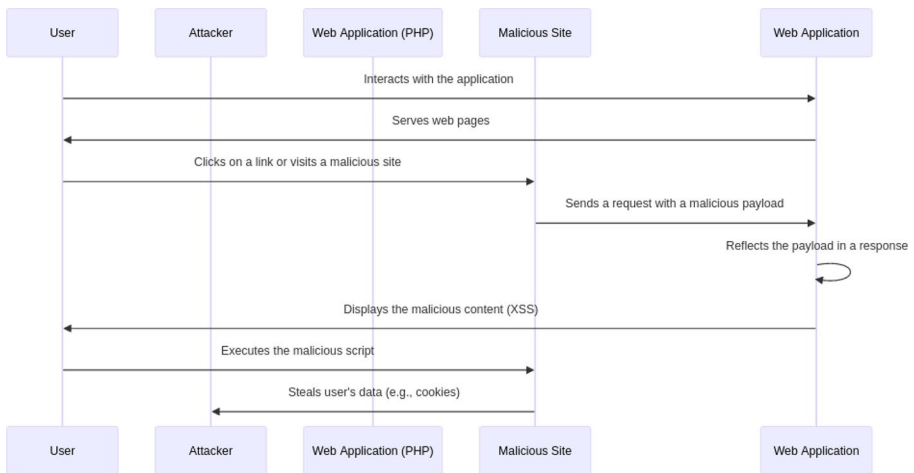 User
Attacker
Web Application (PHP)
Malicious Site
Web Application
Interacts with the application
Serves web pages
Clicks on a link or visits a malicious site
Sends a request with a malicious payload
Reflects the payload in a response
Displays the malicious content (XSS)
Executes the malicious script
Steals user's data (e.g., cookies)
User
Attacker
Web Application (PHP)
Malicious Site
Web Application